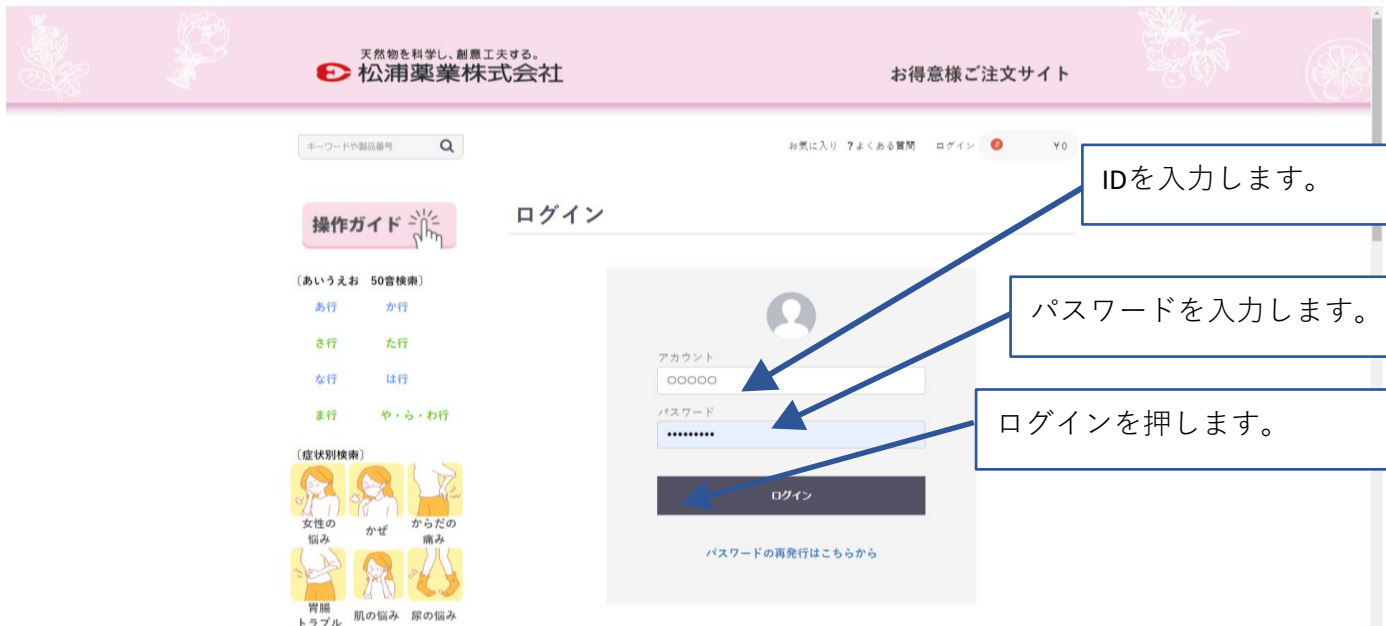 天然物を科学し、創意工夫する。
松浦薬業株式会社
お得意様ご注文サイト
キーワードや製品番号
お気に入り ?よくある質問 ログイン 0 ¥0
IDを入力します。
操作ガイド
ログイン
〔あいうえお 50音検索〕
あ行 か行
さ行 た行
な行 は行
ま行 や・ら・わ行
パスワードを入力します。
アカウント
○○○○○
パスワード
•••••••••
ログインを押します。
ログイン
パスワードの再発行はこちらから
〔症状別検索〕
女性の
悩み
かぜ
からだの
痛み
胃腸
トラブル
肌の悩み
尿の悩み